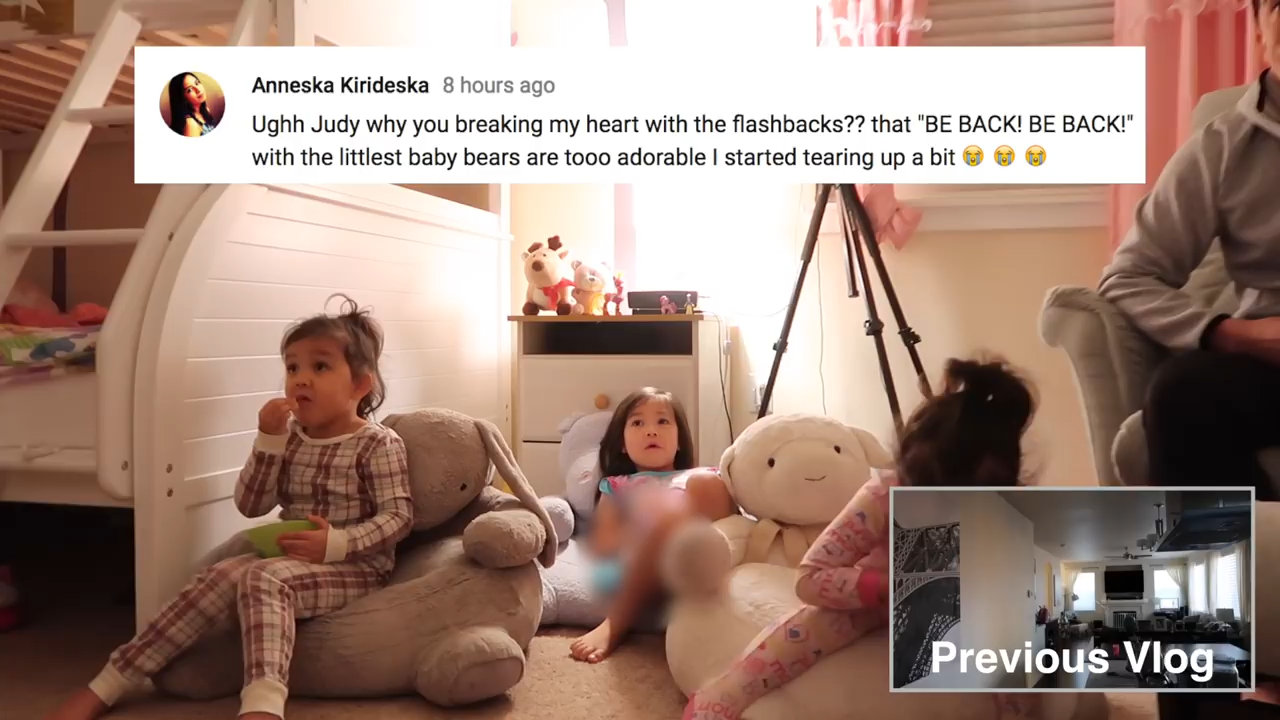 Anneska Kirideska 8 hours ago
Ughh Judy why you breaking my heart with the flashbacks?? that "BE BACK! BE BACK!"
with the littlest baby bears are tooo adorable I started tearing up a bit 😭 😭 😭
Previous Vlog